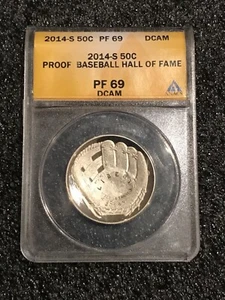 2014-S 50C PF 69 DCAM
2014-S 50C
PROOF BASEBALL HALL OF FAME
PF 69
DCAM